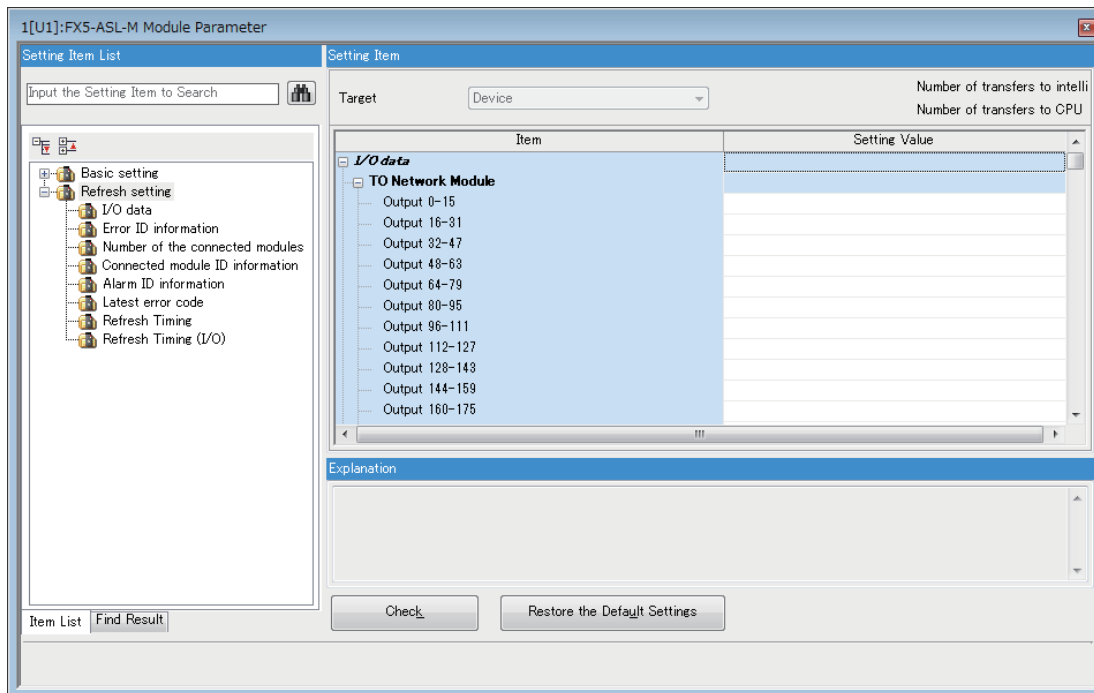 1[U1]:FX5-ASL-M Module Parameter
Setting Item List
Input the Setting Item to Search
Basic setting
Refresh setting
I/O data
Error ID information
Number of the connected modules
Connected module ID information
Alarm ID information
Latest error code
Refresh Timing
Refresh Timing (I/O)
Item List
Find Result
Setting Item
Target
Device
Number of transfers to intelli
Number of transfers to CPU
Item
Setting Value
I/O data
TO Network Module
Output 0-15
Output 16-31
Output 32-47
Output 48-63
Output 64-79
Output 80-95
Output 96-111
Output 112-127
Output 128-143
Output 144-159
Output 160-175
Explanation
Check
Restore the Default Settings